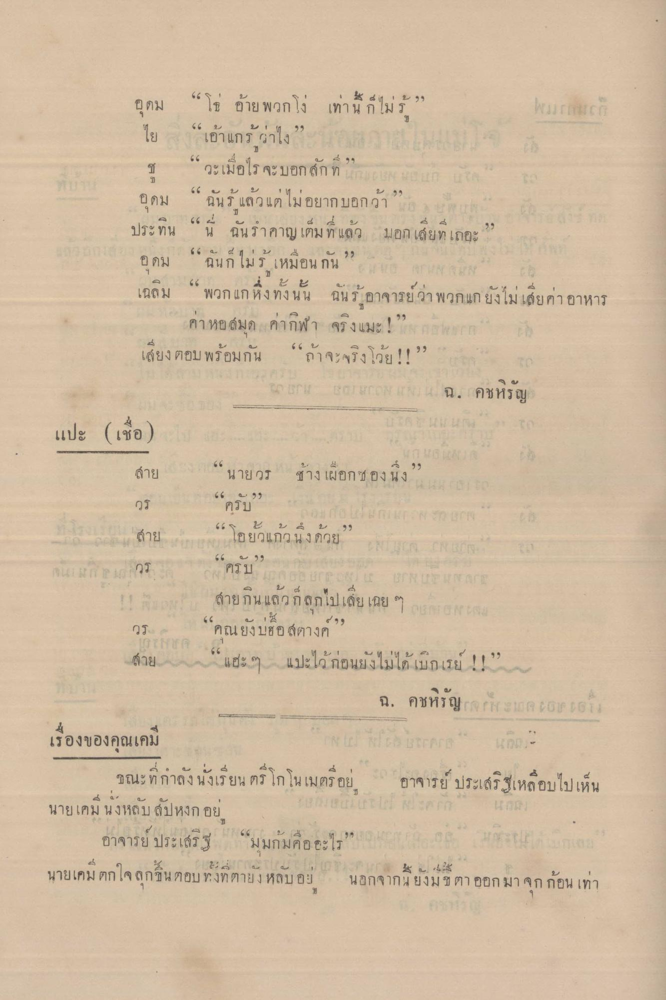 อุดม “โธ่ อ้ายพวกโง่ เท่านี้ก็ไม่รู้”
ไย “เอ้าแกรู้ว่าไง”
ชู “วะเมื่อไรจะบอกสักที”
อุดม “ฉันรู้แล้วแต่ไม่อยากบอกว้า”
ประทิน “นี่ ฉันรำคาญเต็มที่แล้ว บอกเสียทีเถอะ”
อุดม “ฉันก็ไม่รู้เหมือนกัน”
เฉลิม “พวกแกหึ่งทั้งนั้น ฉันรู้อาจารย์ว่าพวกแกยังไม่เสียค่าอาหาร
ค่าหอสมุด ค่ากีฬา จริงแมะ!”
เสียงตอบพร้อมกัน “ถ้าจะจริงโว้ย!!”
ฉ. คชหิรัญ
แปะ (เชื่อ)
สาย “นายวร ช้างเผือกซองนึง”
วร “ครับ”
สาย “โอยั้วแก้วนึงด้วย”
วร “ครับ”
สายกินแล้วก็ลุกไปเสียเฉยๆ
วร “คุณยังบ่ฮื้อสตางค์”
สาย “แฮะๆ แปะไว้ก่อนยังไม่ได้เบิกเรย์!!”
ฉ. คชหิรัญ
เรื่องของคุณเคมี
ขณะที่กำลังนั่งเรียนตรีโกโนเมตรีอยู่ อาจารย์ประเสริฐเหลือบไปเห็น
นายเคมีนั่งหลับสัปหงกอยู่
อาจารย์ประเสริฐ “มุมก้มคืออะไร”
นายเคมีตกใจลุกขึ้นตอบทั้งที่ตายังหลับอยู่ นอกจากนี้ยังมีขี้ตาออกมาจุกก้อนเท่า